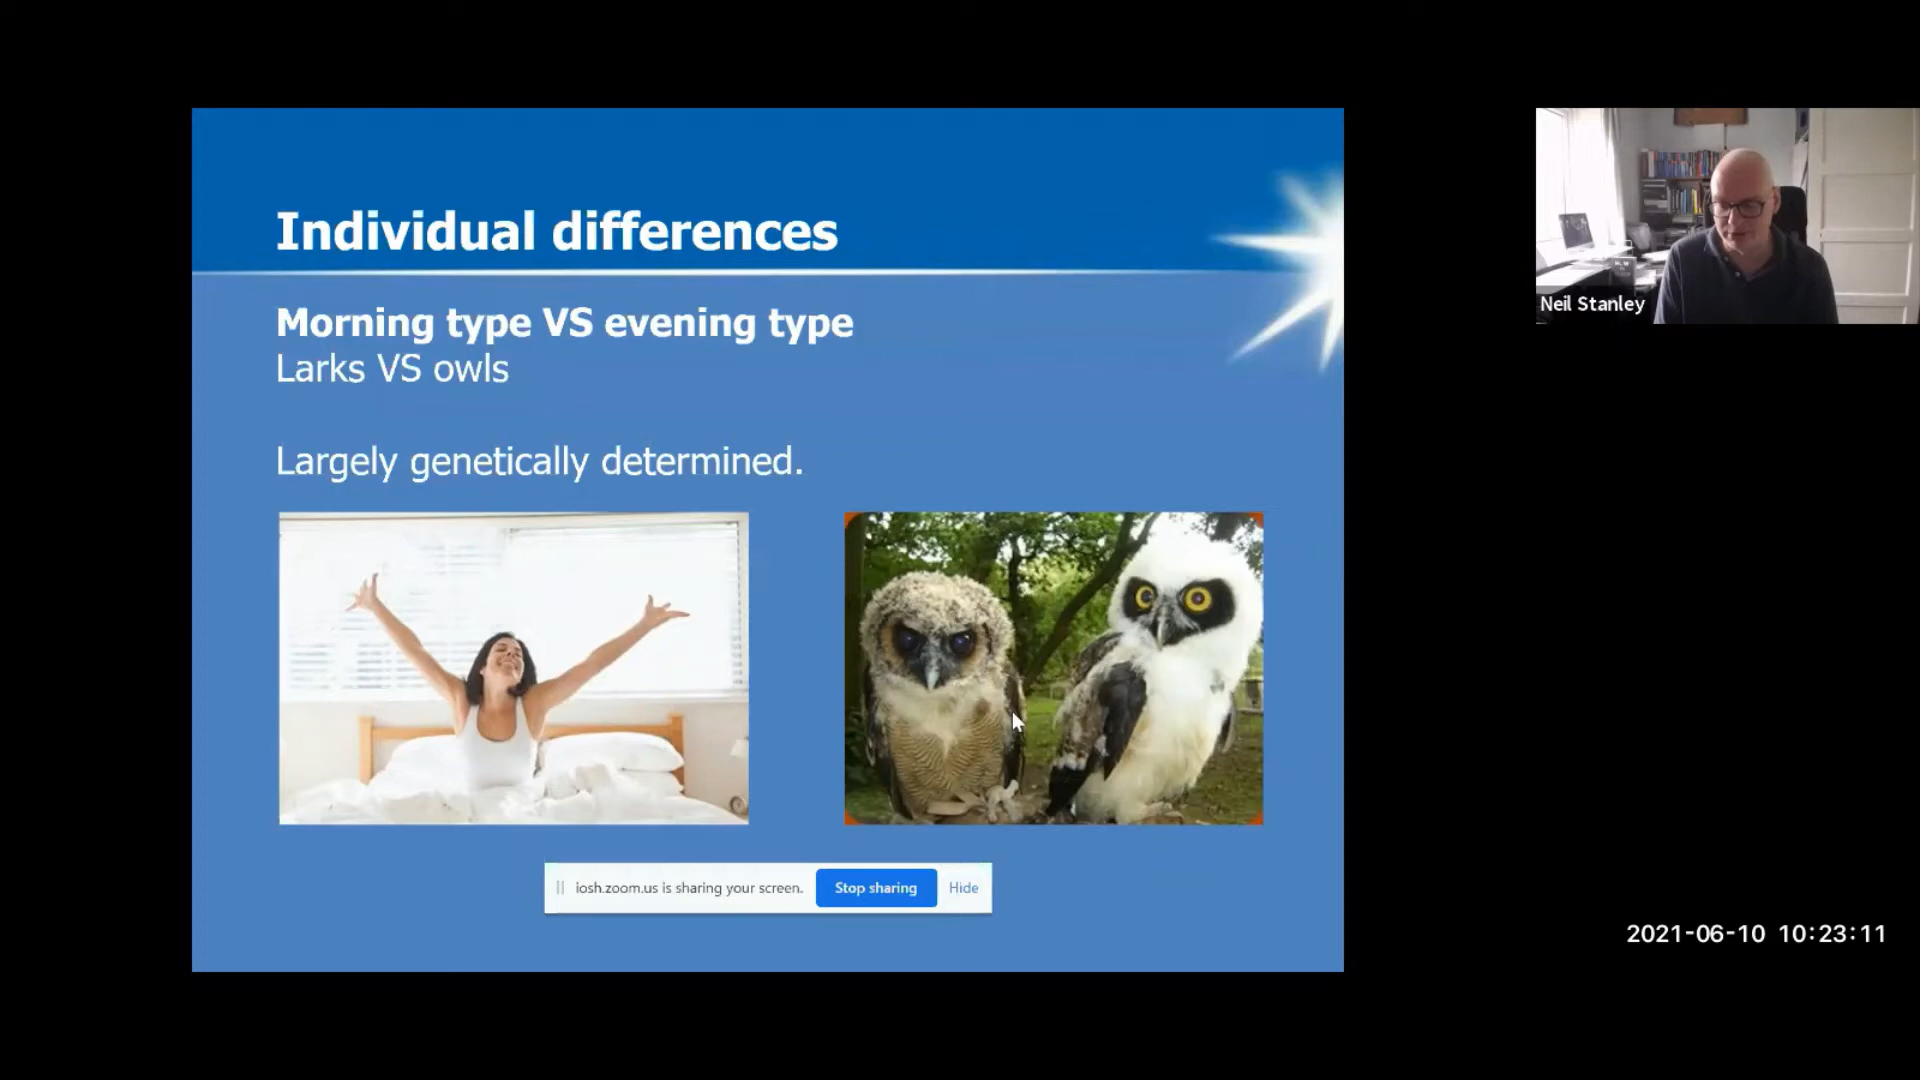 Individual differences
Morning type VS evening type
Larks VS owls
Largely genetically determined.
iosh.zoom.us is sharing your screen.
Stop sharing
Hide
Neil Stanley
2021-06-10 10:23:11